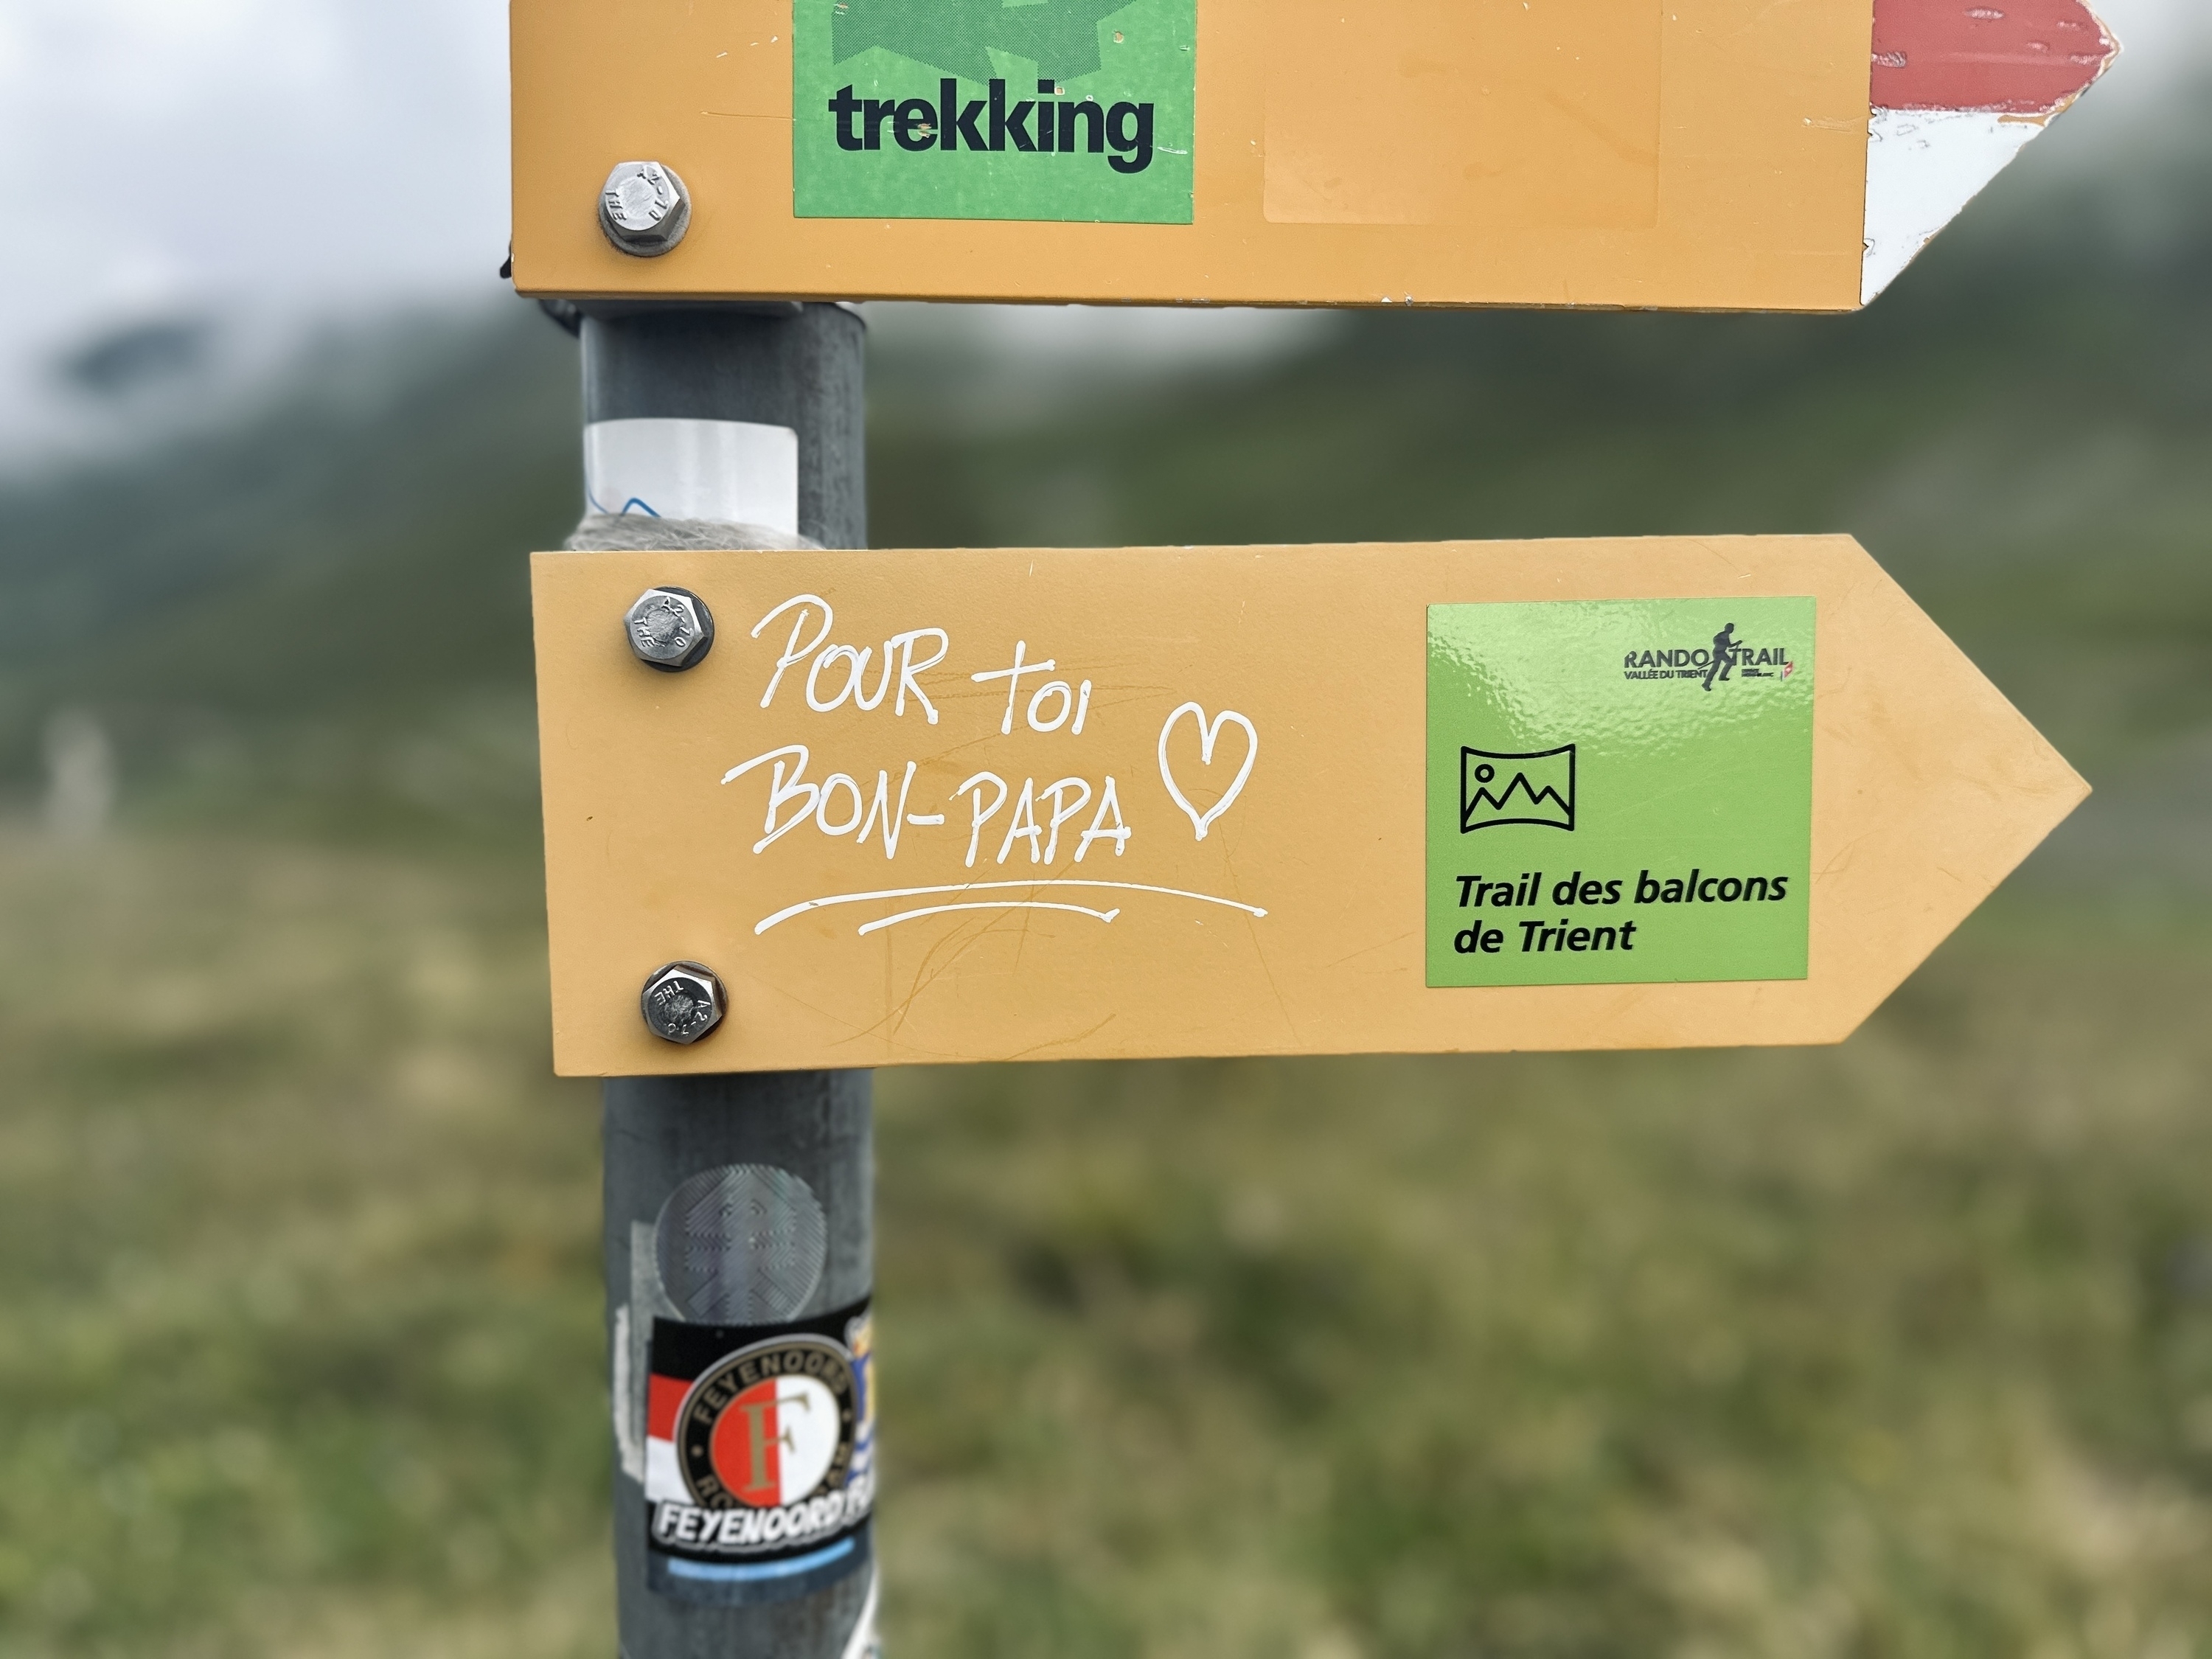 trekking
POUR toi
BON-PAPA
RANDO TRAIL
VALLÉE DU TRIENT
Trail des balcons
de Trient
FEYENOORD
F
FEYENOORD